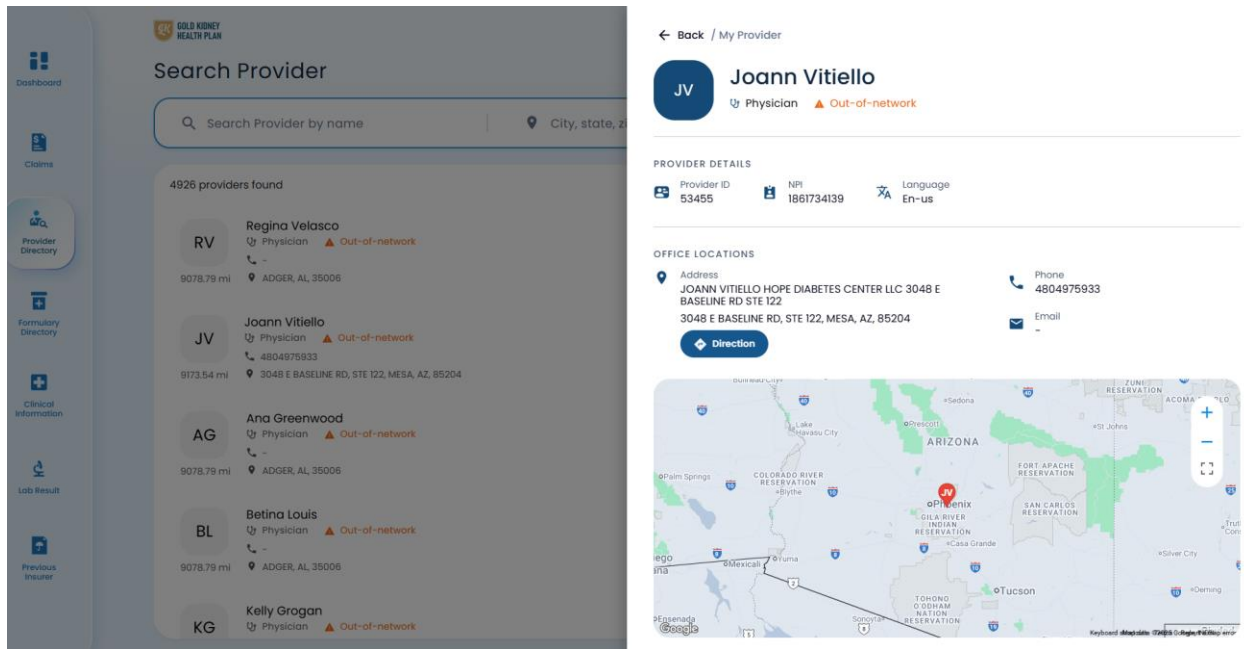 GOLD KIDNEY
HEALTH PLAN
Dashboard
Claims
Provider
Directory
Formulary
Directory
Clinical
Information
Lab Result
Previous
Insurer
Search Provider
Search Provider by name
City, state, zi
4926 providers found
RV
Regina Velasco
Physician Out-of-network
-
9078.79 mi ADGER, AL, 35006
JV
Joann Vitiello
Physician Out-of-network
4804975933
9173.54 mi 3048 E BASELINE RD, STE 122, MESA, AZ, 85204
AG
Ana Greenwood
Physician Out-of-network
-
9078.79 mi ADGER, AL, 35006
BL
Betina Louis
Physician Out-of-network
-
9078.79 mi ADGER, AL, 35006
KG
Kelly Grogan
Physician Out-of-network
Back / My Provider
JV
Joann Vitiello
Physician Out-of-network
PROVIDER DETAILS
Provider ID
53455
NPI
1861734139
Language
En-us
OFFICE LOCATIONS
Address
JOANN VITIELLO HOPE DIABETES CENTER LLC 3048 E
BASELINE RD STE 122
3048 E BASELINE RD, STE 122, MESA, AZ, 85204
Direction
Phone
4804975933
Email
-
ZUNI
RESERVATION
ACOMA
Sedona
Lake
Havasu City
Prescott
St Johns
ARIZONA
Palm Springs
COLORADO RIVER
RESERVATION
Blythe
FORT APACHE
RESERVATION
JV
Phoenix
GILA RIVER
INDIAN
RESERVATION
SAN CARLOS
RESERVATION
Casa Grande
Mexicali
Yuma
Silver City
Tucson
Deming
TOHONO
O'ODHAM
NATION
RESERVATION
Ensenada
Google
Keyboard